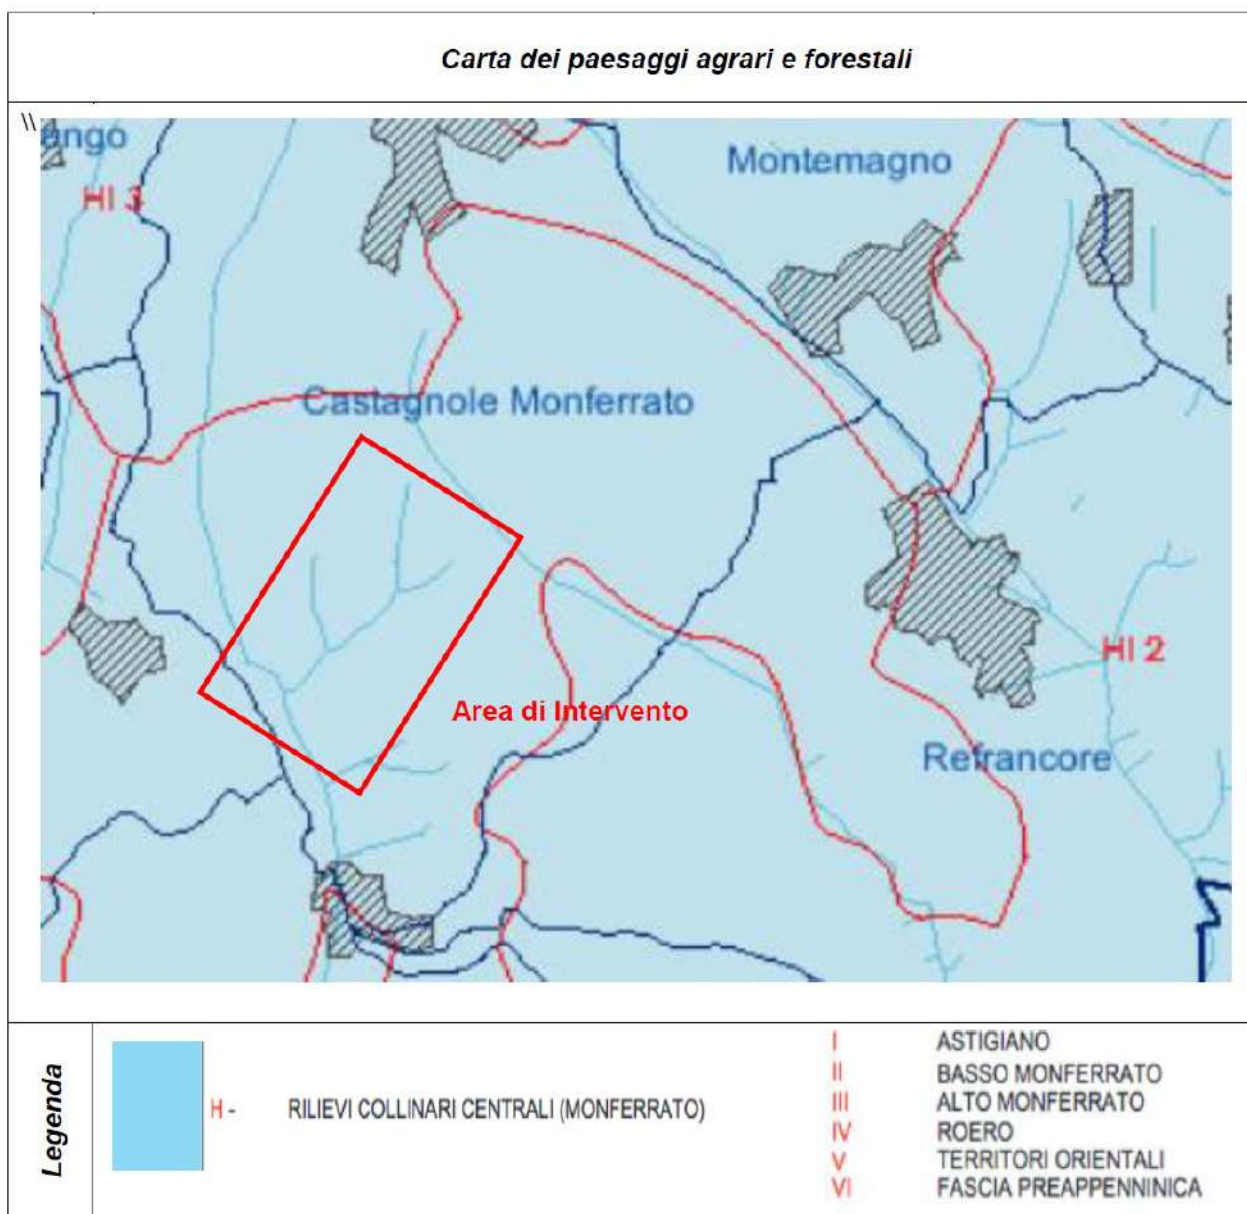 Carta dei paesaggi agrari e forestali
\\
ango
HI 3
Montemagno
Castagnole Monferrato
HI 2
Area di Intervento
Refrancore
Legenda
H - RILIEVI COLLINARI CENTRALI (MONFERRATO)
I ASTIGIANO
II BASSO MONFERRATO
III ALTO MONFERRATO
IV ROERO
V TERRITORI ORIENTALI
VI FASCIA PREAPPENNINICA